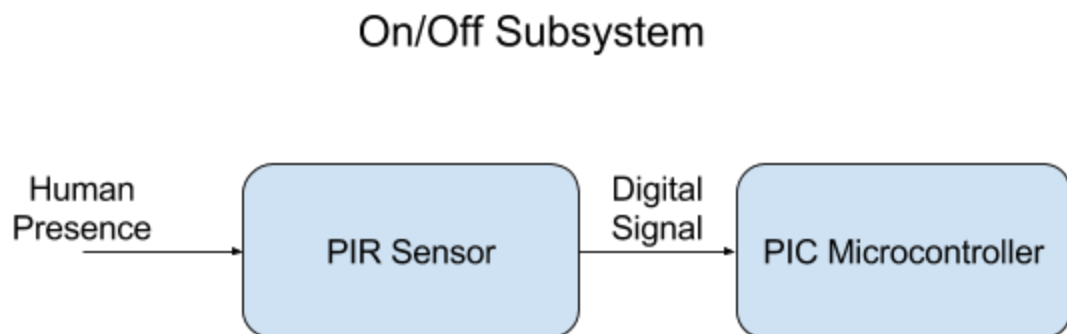 On/Off Subsystem
Human
Presence
PIR Sensor
Digital
Signal
PIC Microcontroller